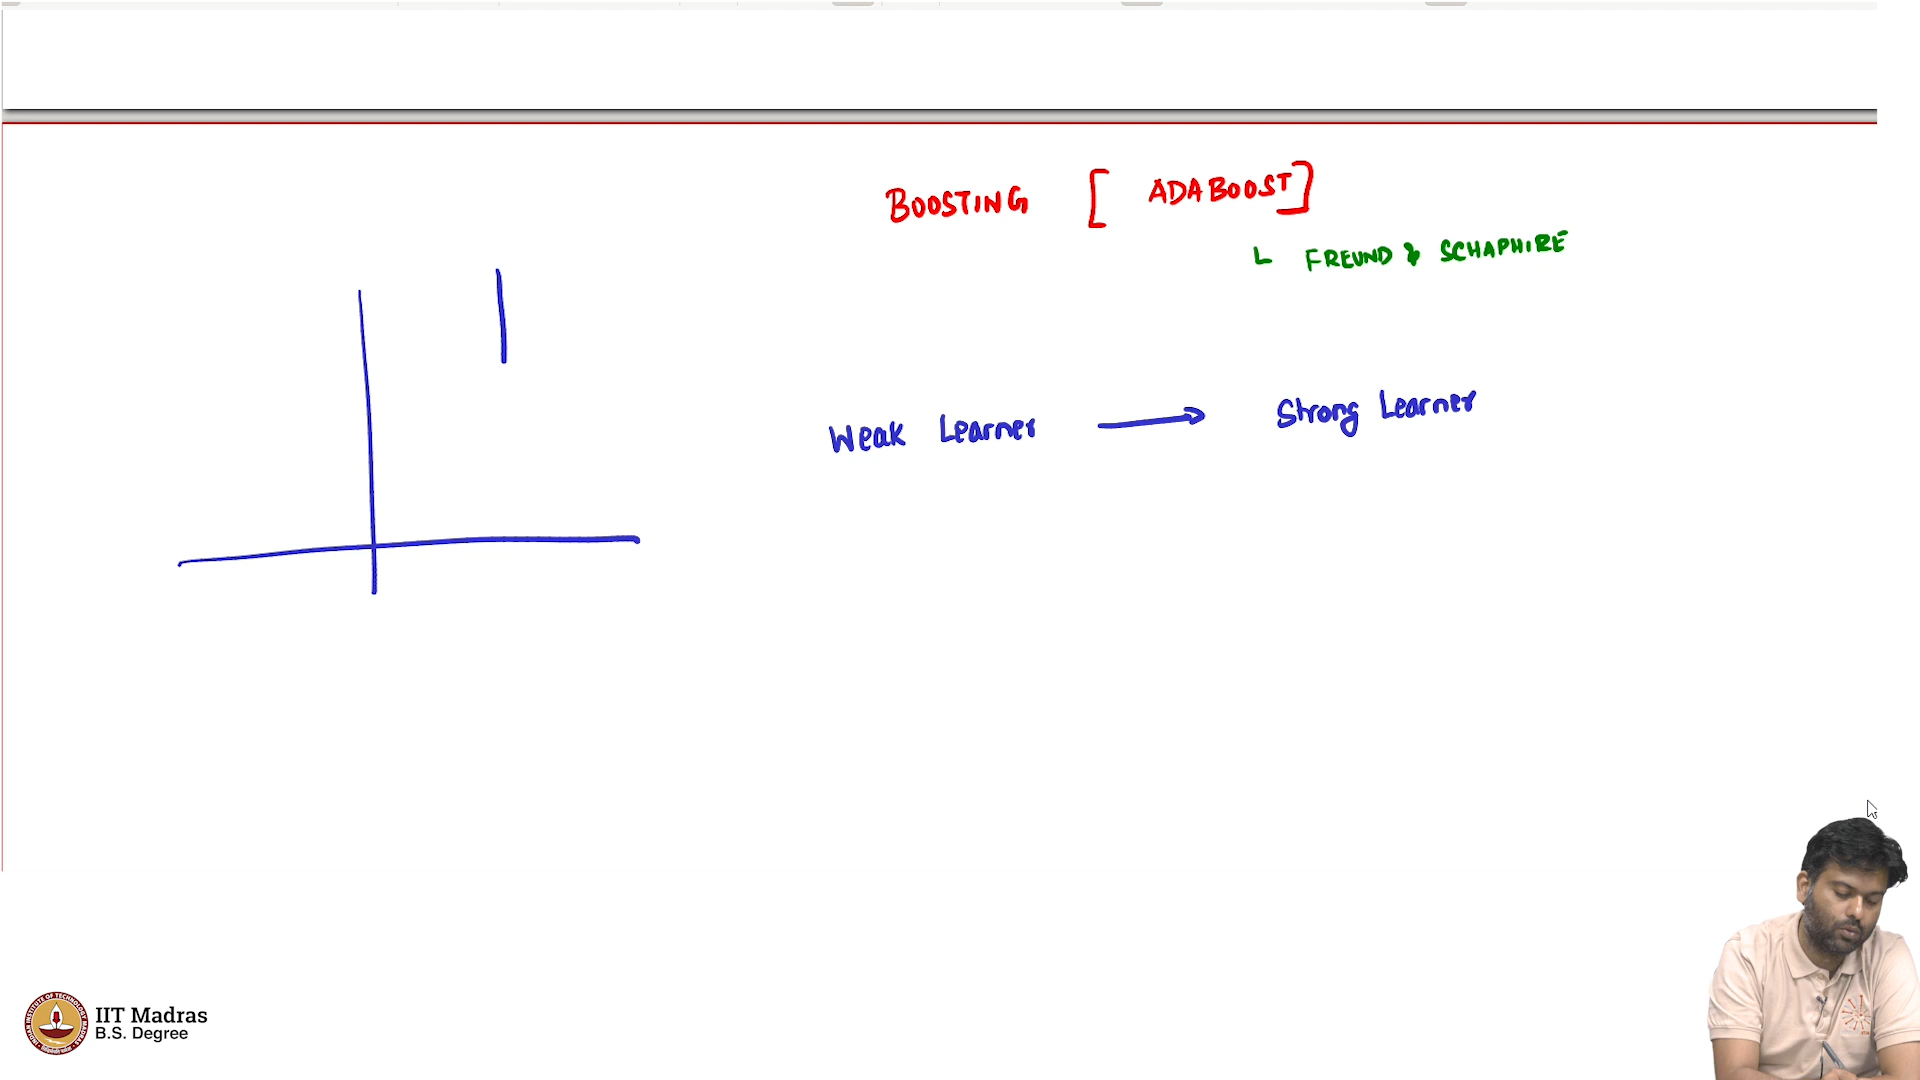 BOOSTING [ ADABOOST]
FREUND & SCHAPHIRE
Weak Learner → Strong Learner
IIT Madras
B.S. Degree